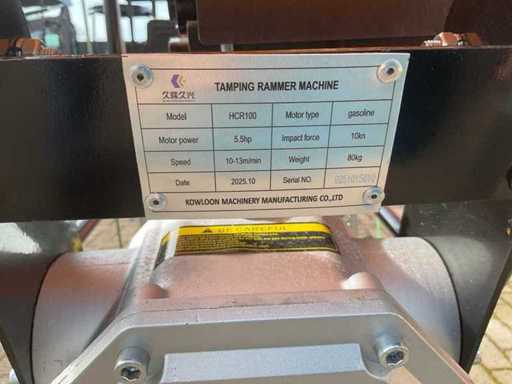 久隆久兴
TAMPING RAMMER MACHINE
Model HCR100 Motor type gasoline
Motor power 5.5hp Impact force 10kn
Speed 10-13m/min Weight 80kg
Date 2025.10 Serial NO.
KOWLOON MACHINERY MANUFACTURING CO.,LTD
BE CAREFUL